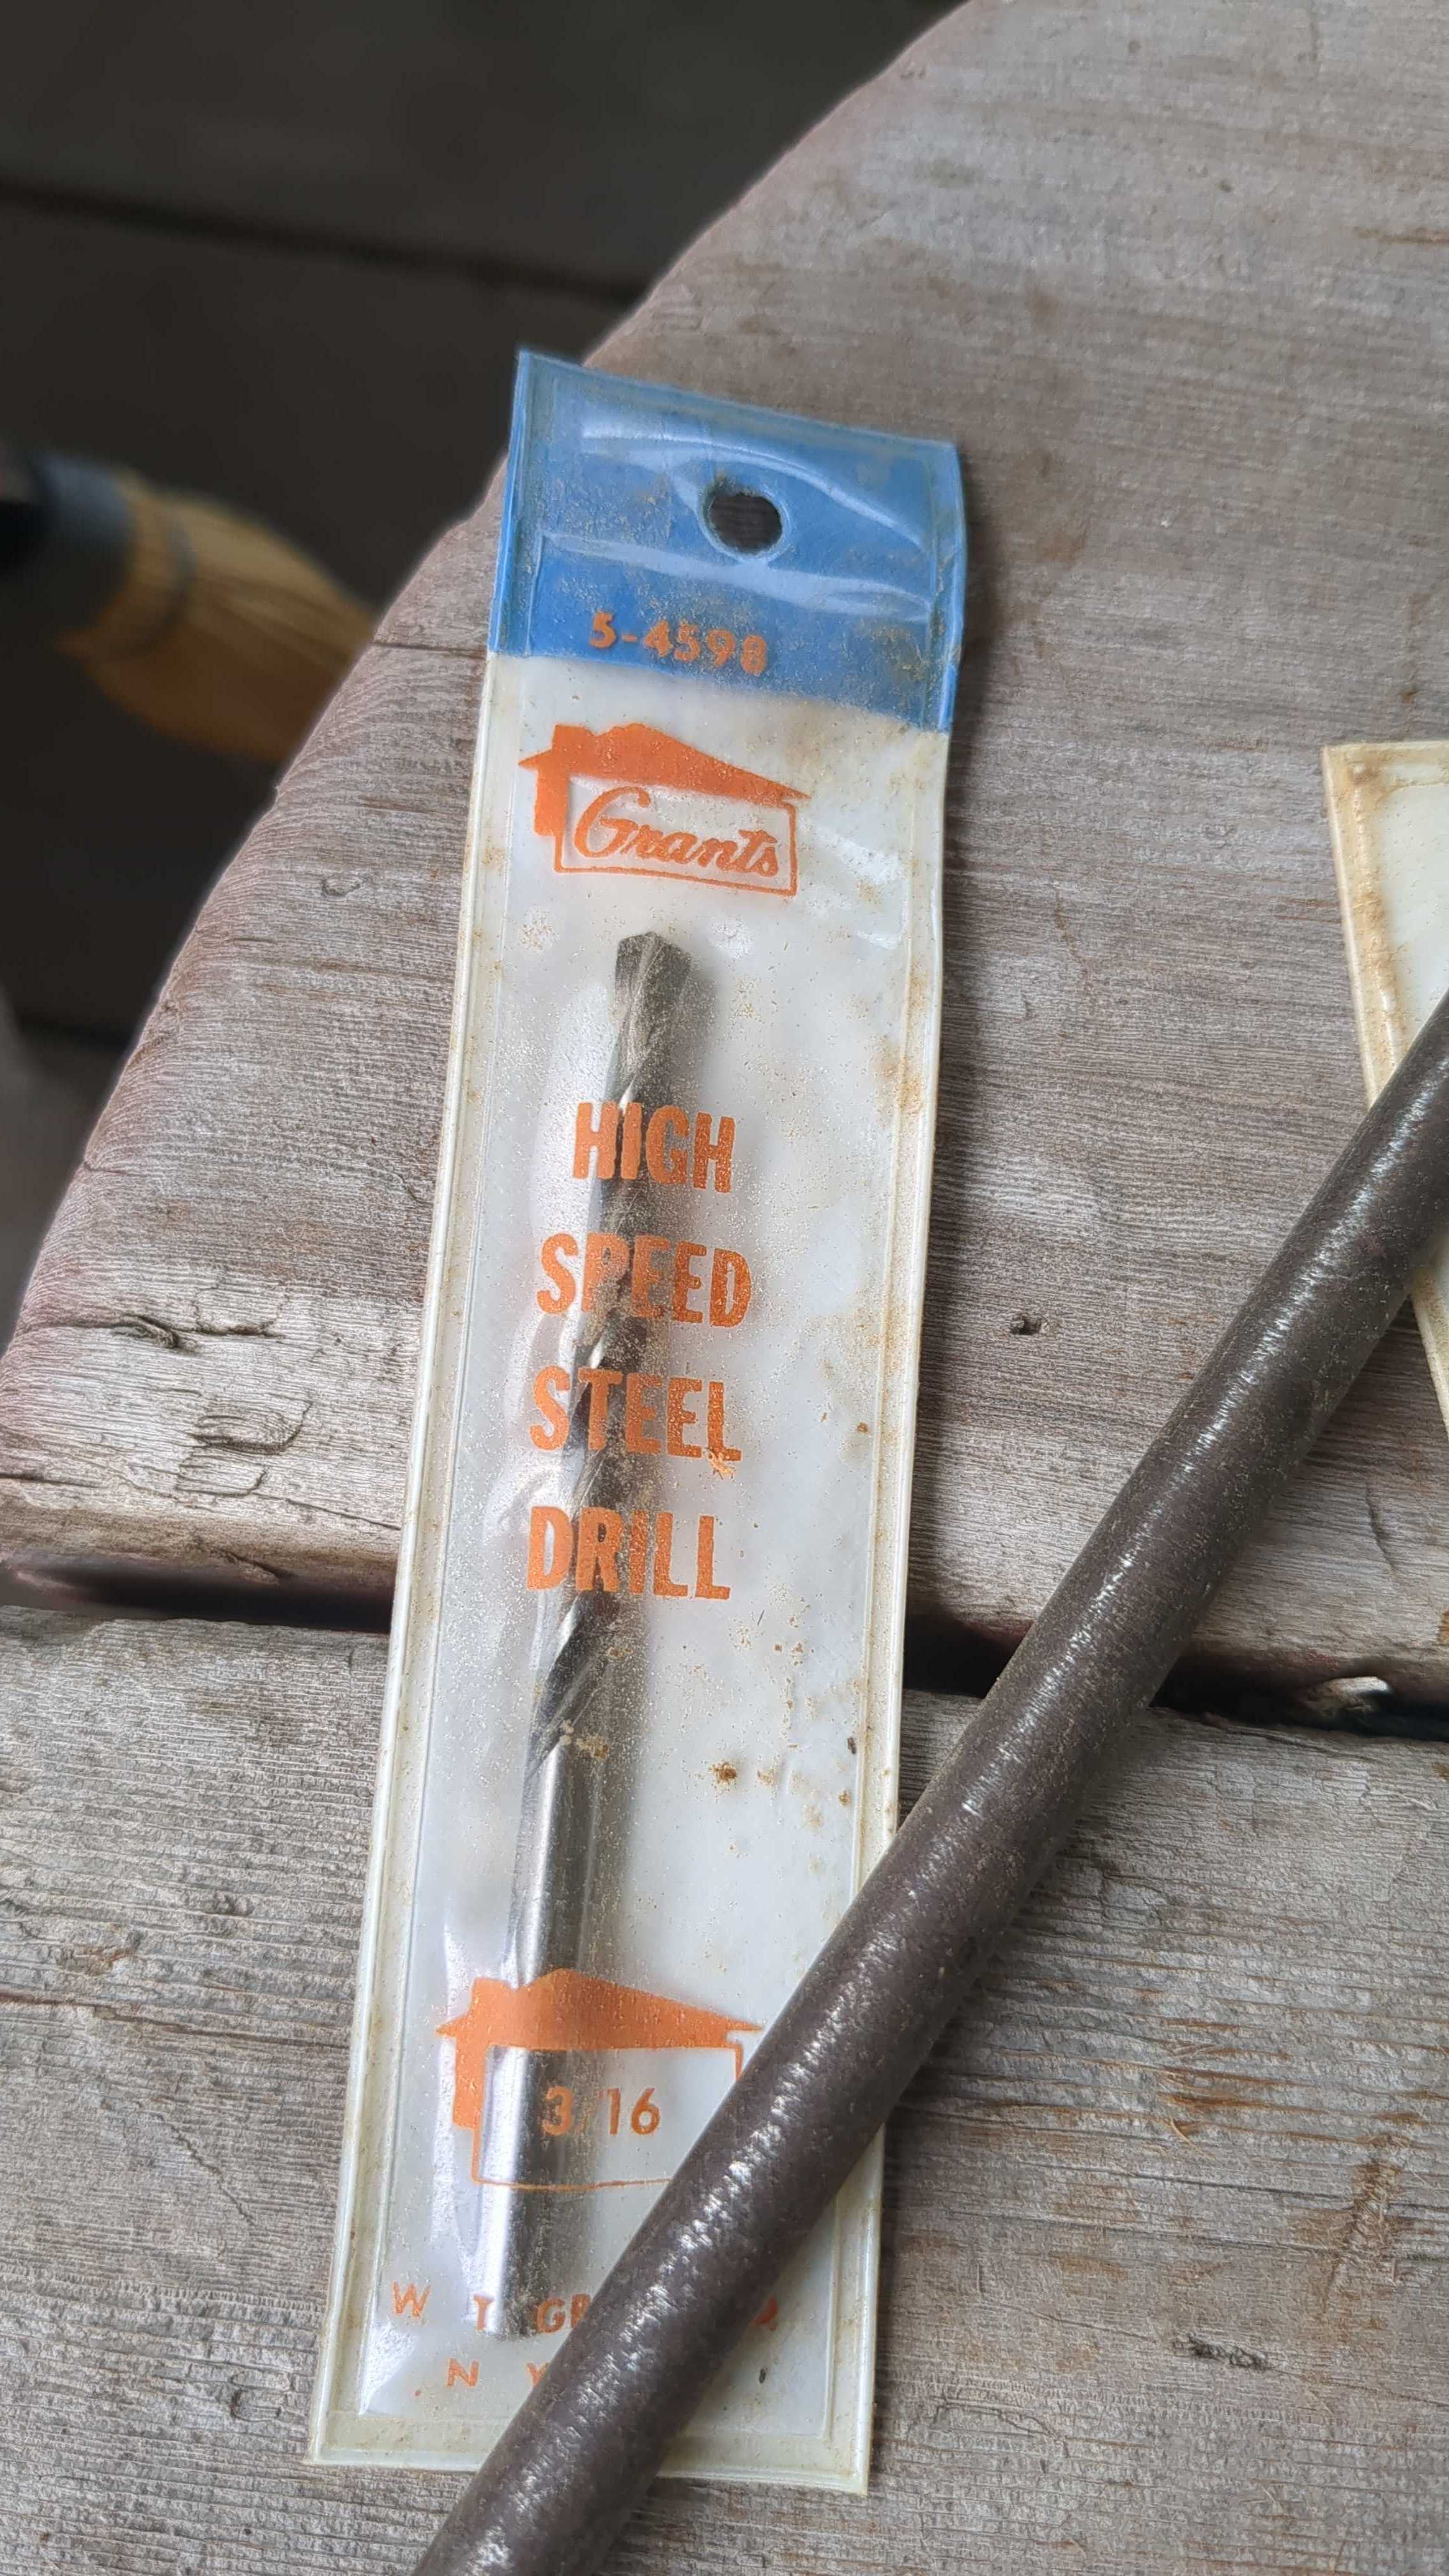 5-4598
Grants
HIGH
SPEED
STEEL
DRILL
3/16
W T
N Y